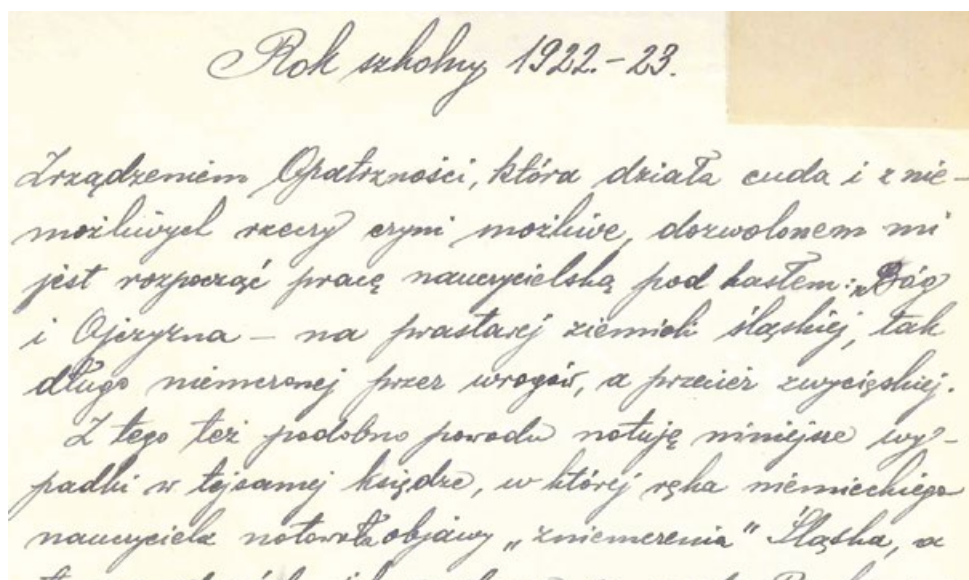 Rok szkolny 1922.-23.
Zrządzeniem Opatrzności, która działa cuda i z nie-
możliwych rzeczy czyni możliwe, dozwolonem mi
jest rozpocząć pracę nauczycielską pod hasłem: „Bóg
i Ojczyzna – na prastarej ziemicy śląskiej, tak
długo niemczonej przez wrogów, a przecież zwycięskiej.
Z tego też podobno powodu notuję niniejsze wy-
padki w tejsamej księdze, w której ręka niemieckiego
nauczyciela notowała objawy „zniemczenia" Śląska, a